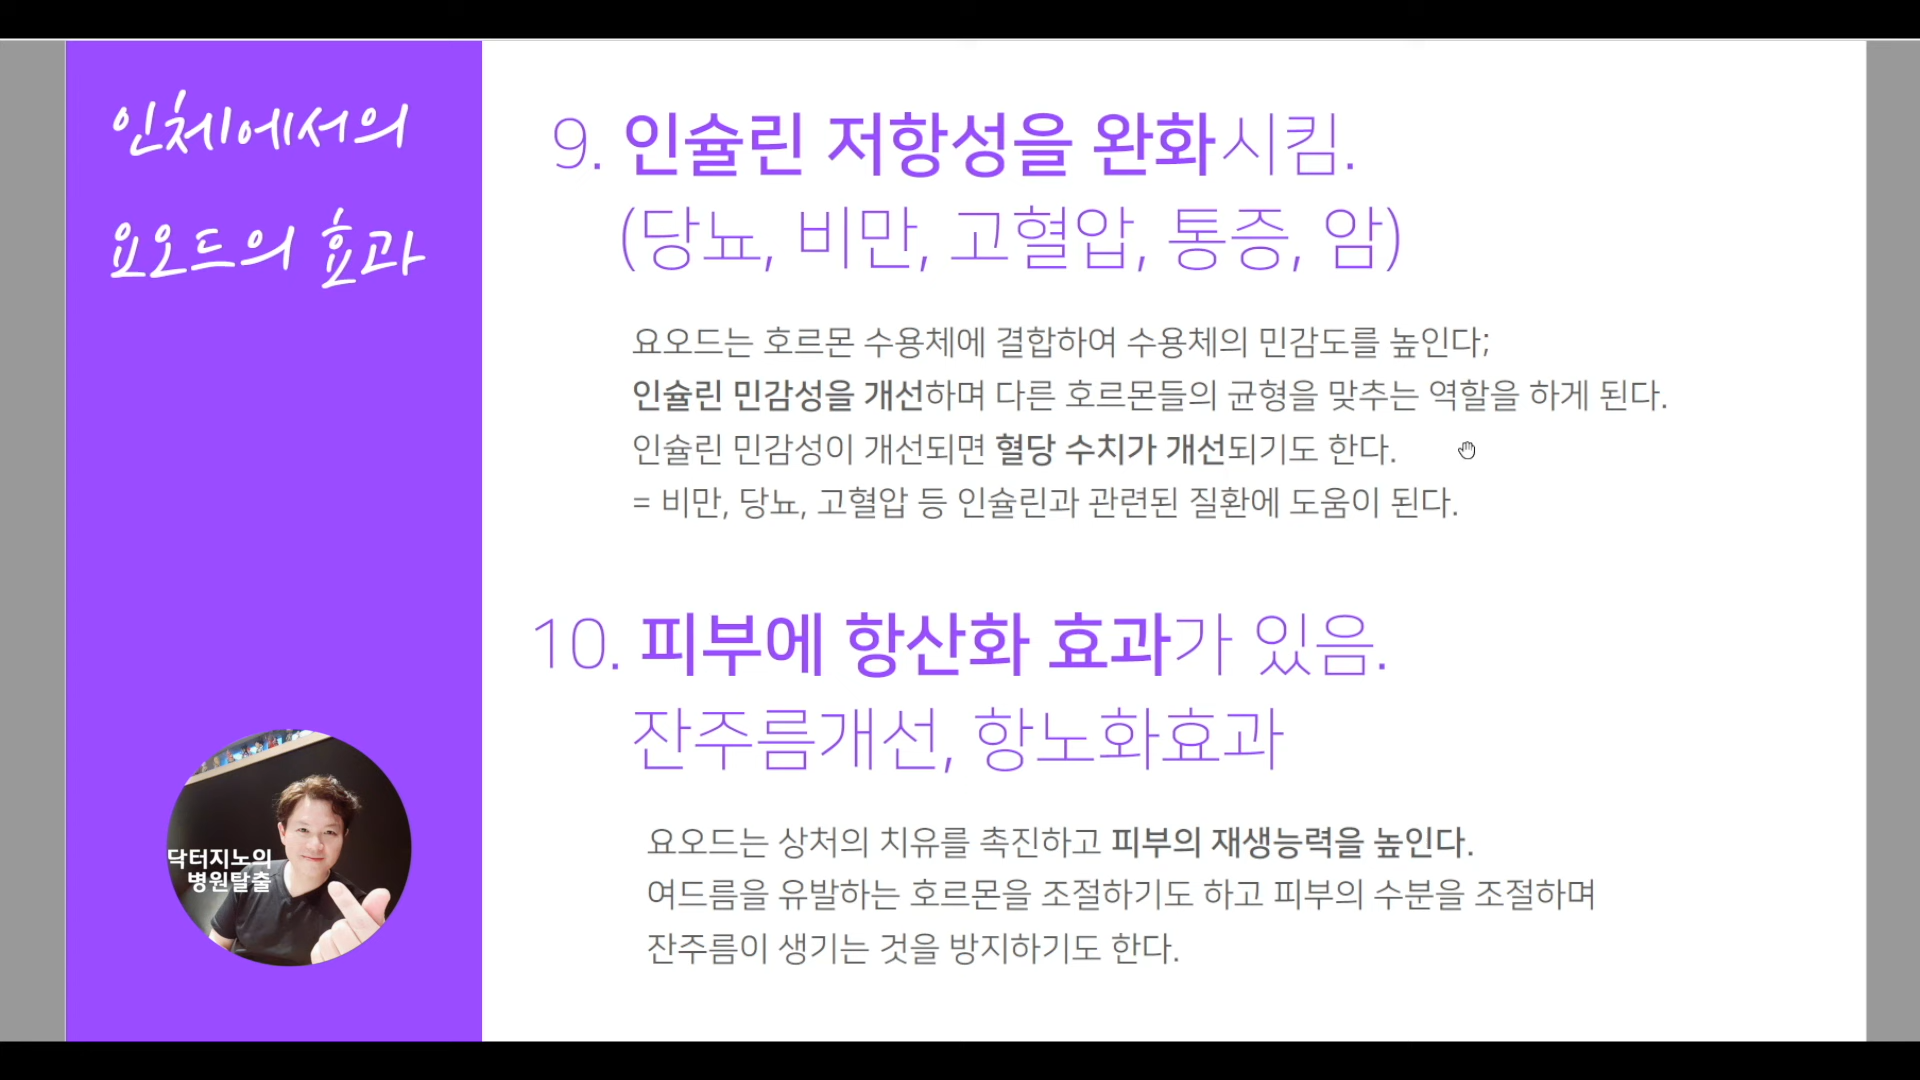 인체에서의
요오드의 효과
9. 인슐린 저항성을 완화시킴.
(당뇨, 비만, 고혈압, 통증, 암)
요오드는 호르몬 수용체에 결합하여 수용체의 민감도를 높인다;
인슐린 민감성을 개선하며 다른 호르몬들의 균형을 맞추는 역할을 하게 된다.
인슐린 민감성이 개선되면 혈당 수치가 개선되기도 한다.
= 비만, 당뇨, 고혈압 등 인슐린과 관련된 질환에 도움이 된다.
10. 피부에 항산화 효과가 있음.
잔주름개선, 항노화효과
요오드는 상처의 치유를 촉진하고 피부의 재생능력을 높인다.
여드름을 유발하는 호르몬을 조절하기도 하고 피부의 수분을 조절하며
잔주름이 생기는 것을 방지하기도 한다.
닥터지노의
병원탈출